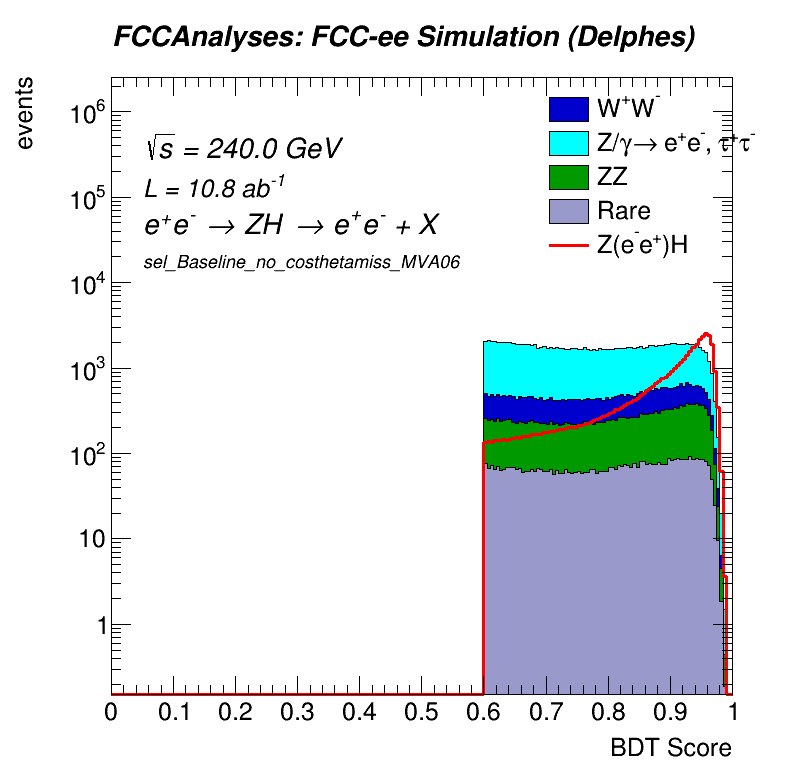 FCCAnalyses: FCC-ee Simulation (Delphes)
events
10⁶
10⁵
10⁴
10³
10²
10
1
√s = 240.0 GeV
L = 10.8 ab⁻¹
e⁺e⁻ → ZH → e⁺e⁻ + X
sel_Baseline_no_costhetamiss_MVA06
W⁺W⁻
Z/γ→ e⁺e⁻, τ⁺τ⁻
ZZ
Rare
Z(e⁻e⁺)H
0 0.1 0.2 0.3 0.4 0.5 0.6 0.7 0.8 0.9 1
BDT Score